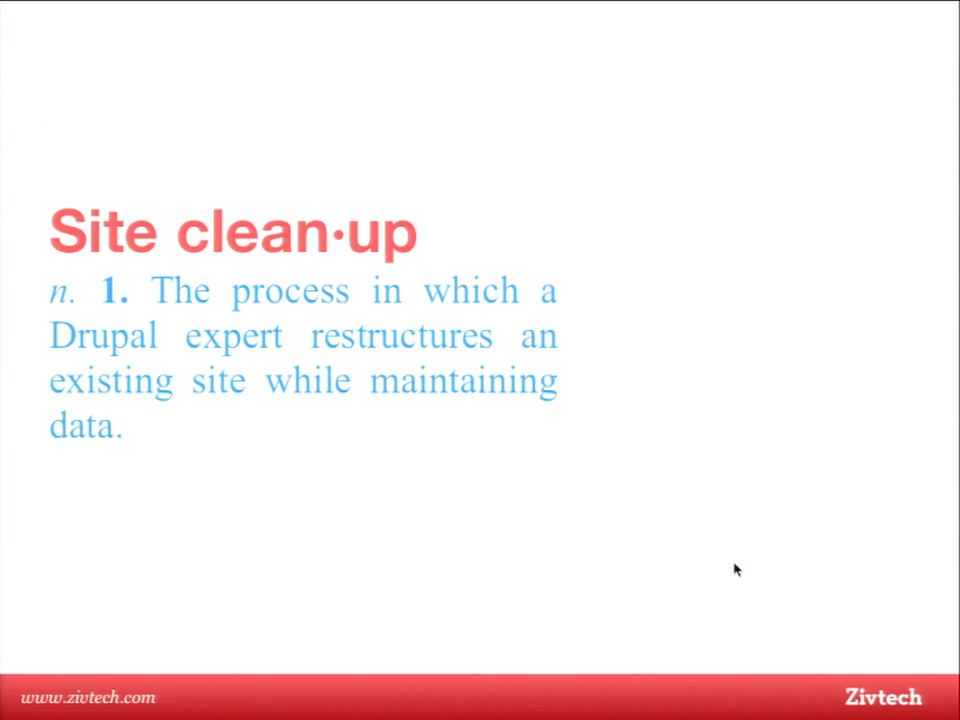 Site clean·up
n. 1. The process in which a
Drupal expert restructures an
existing site while maintaining
data.
www.zivtech.com
Zivtech